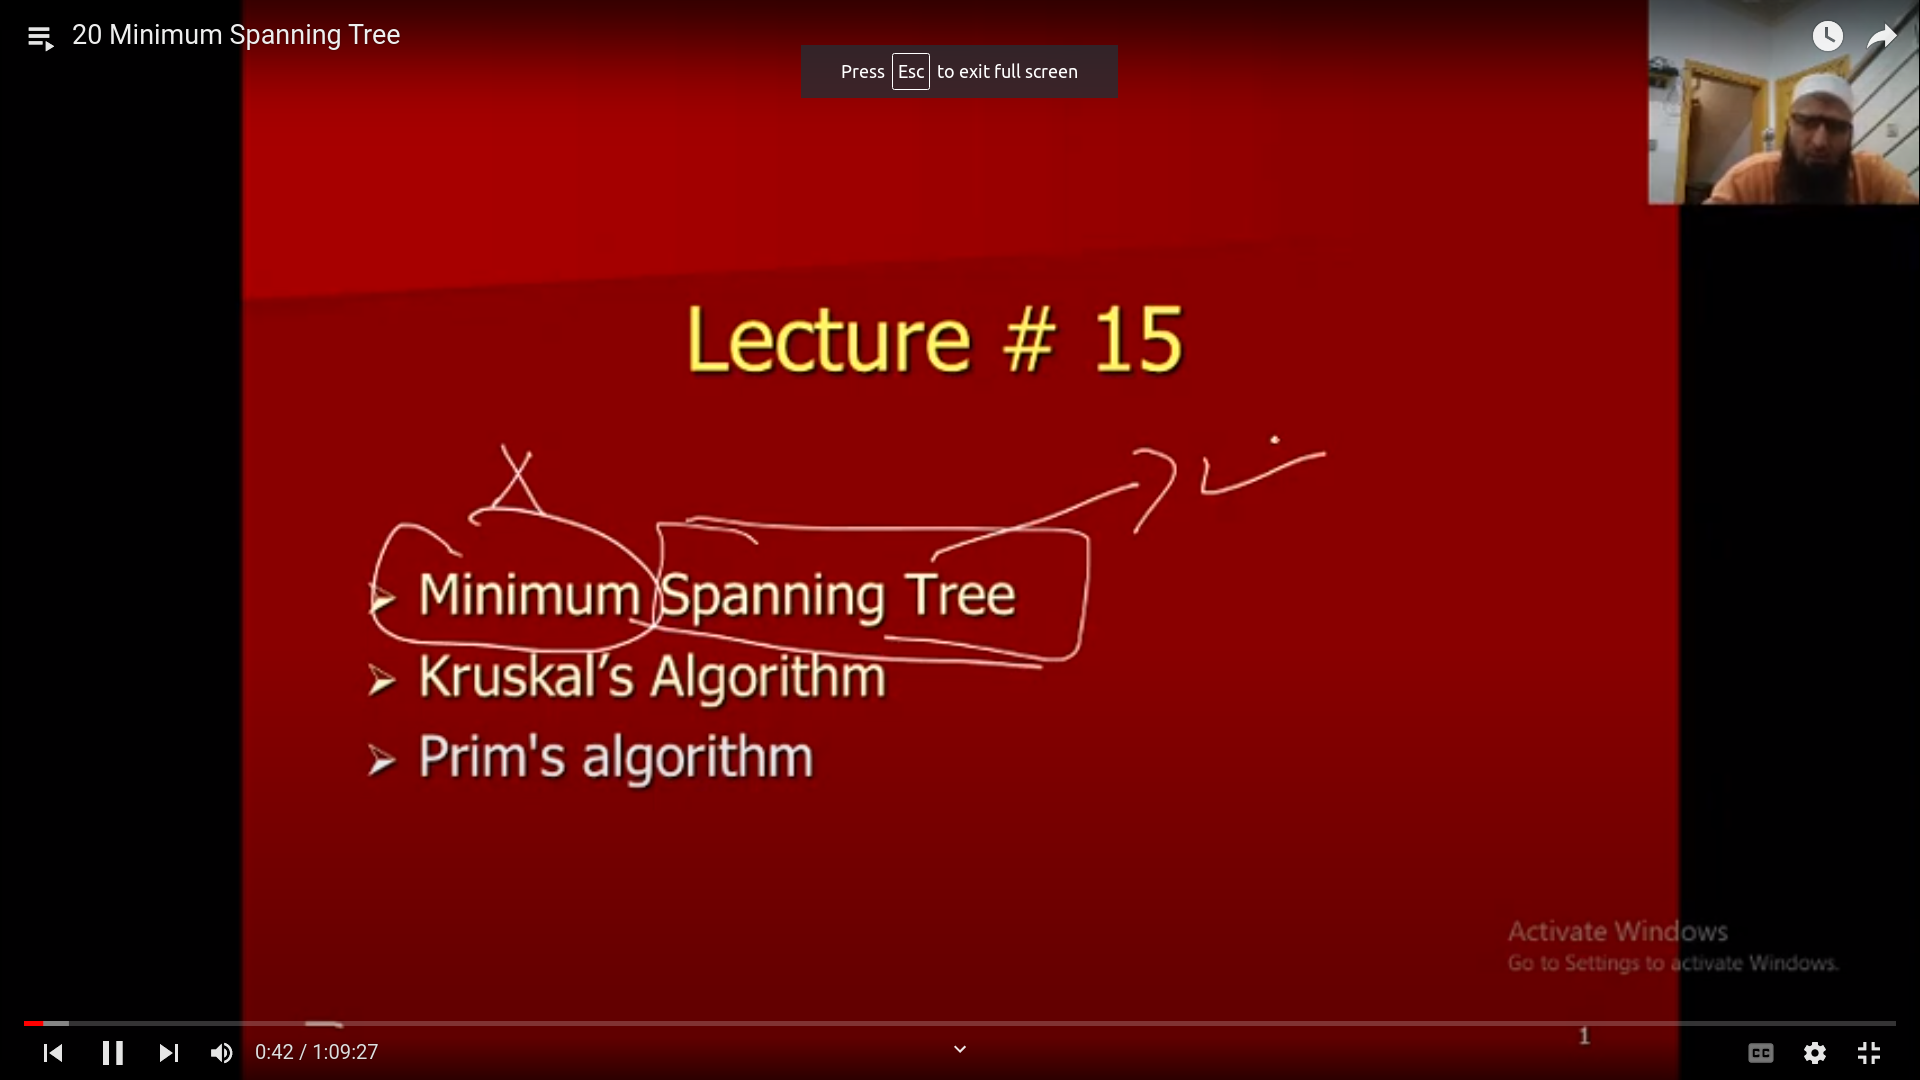 20 Minimum Spanning Tree
Press Esc to exit full screen
Lecture # 15
Minimum Spanning Tree
Kruskal’s Algorithm
Prim's algorithm
Activate Windows
Go to Settings to activate Windows.
1
0:42 / 1:09:27
CC